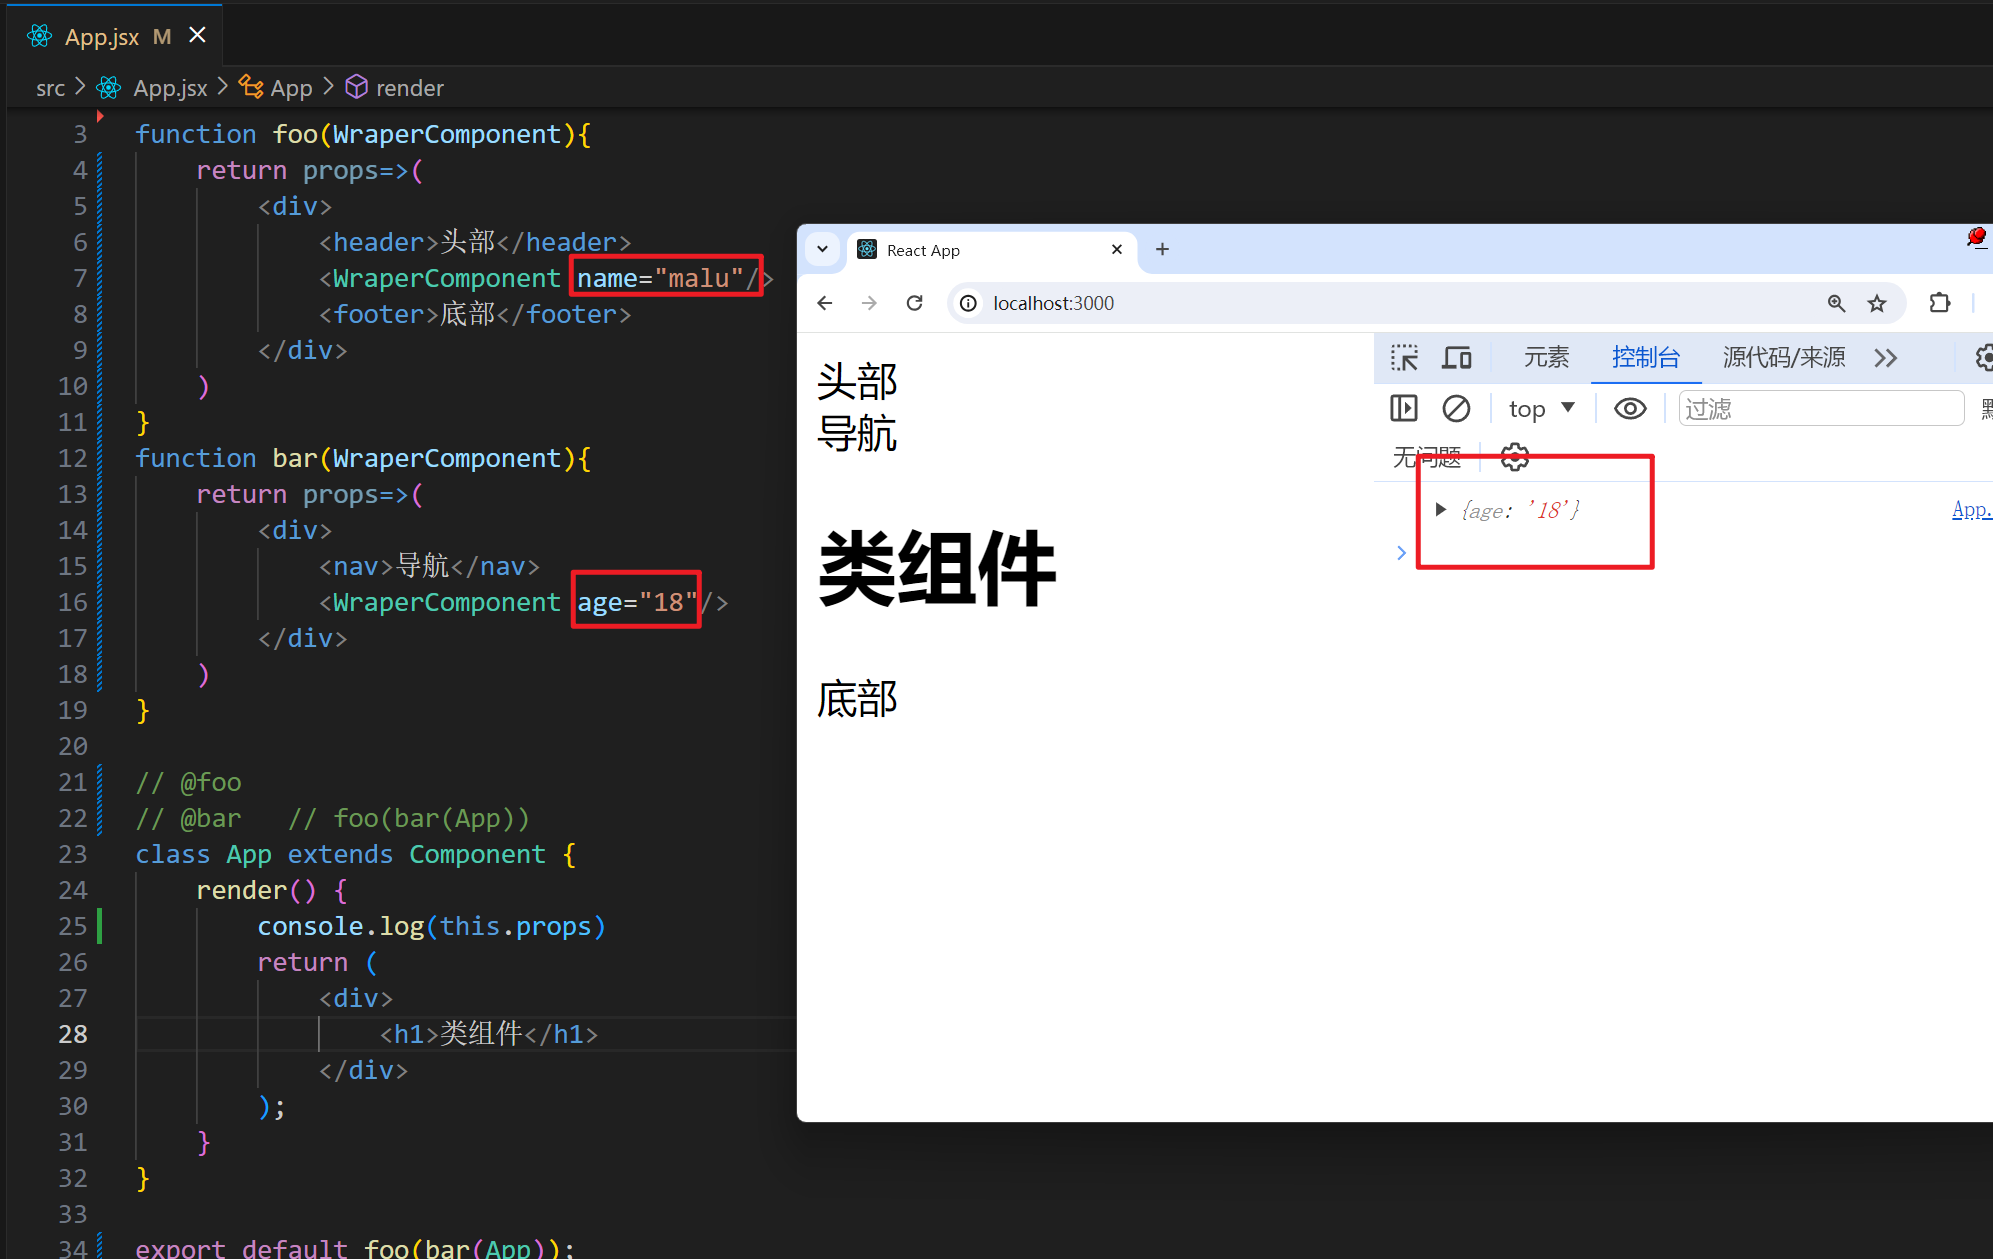 App.jsx M
src > App.jsx > App > render
3 function foo(WraperComponent){
4 return props=>(
5 <div>
6 <header>头部</header>
7 <WraperComponent name="malu"/>
8 <footer>底部</footer>
9 </div>
10 )
11 }
12 function bar(WraperComponent){
13 return props=>(
14 <div>
15 <nav>导航</nav>
16 <WraperComponent age="18"/>
17 </div>
18 )
19 }
20
21 // @foo
22 // @bar // foo(bar(App))
23 class App extends Component {
24 render() {
25 console.log(this.props)
26 return (
27 <div>
28 <h1>类组件</h1>
29 </div>
30 );
31 }
32 }
33
34 export default foo(bar(App));
React App
localhost:3000
头部
导航
类组件
底部
元素 控制台 源代码/来源
top 过滤
无问题
{age: '18'} App.